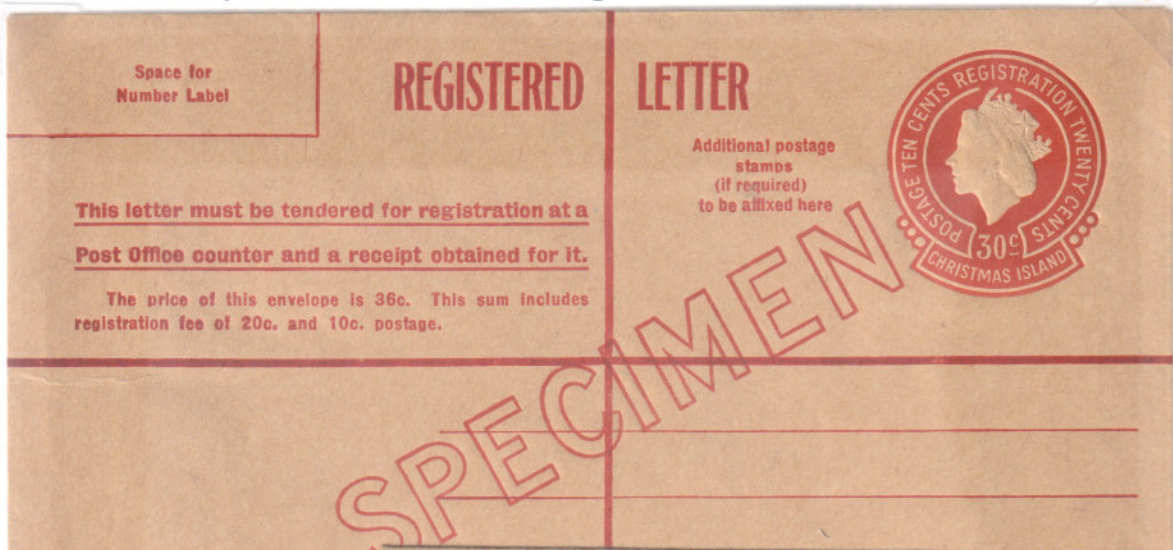 Space for
Number Label
REGISTERED LETTER
Additional postage
stamps
(if required)
to be affixed here
POSTAGE TEN CENTS REGISTRATION TWENTY CENTS
30c
CHRISTMAS ISLAND
This letter must be tendered for registration at a
Post Office counter and a receipt obtained for it.
The price of this envelope is 36c. This sum includes
registration fee of 20c. and 10c. postage.
SPECIMEN